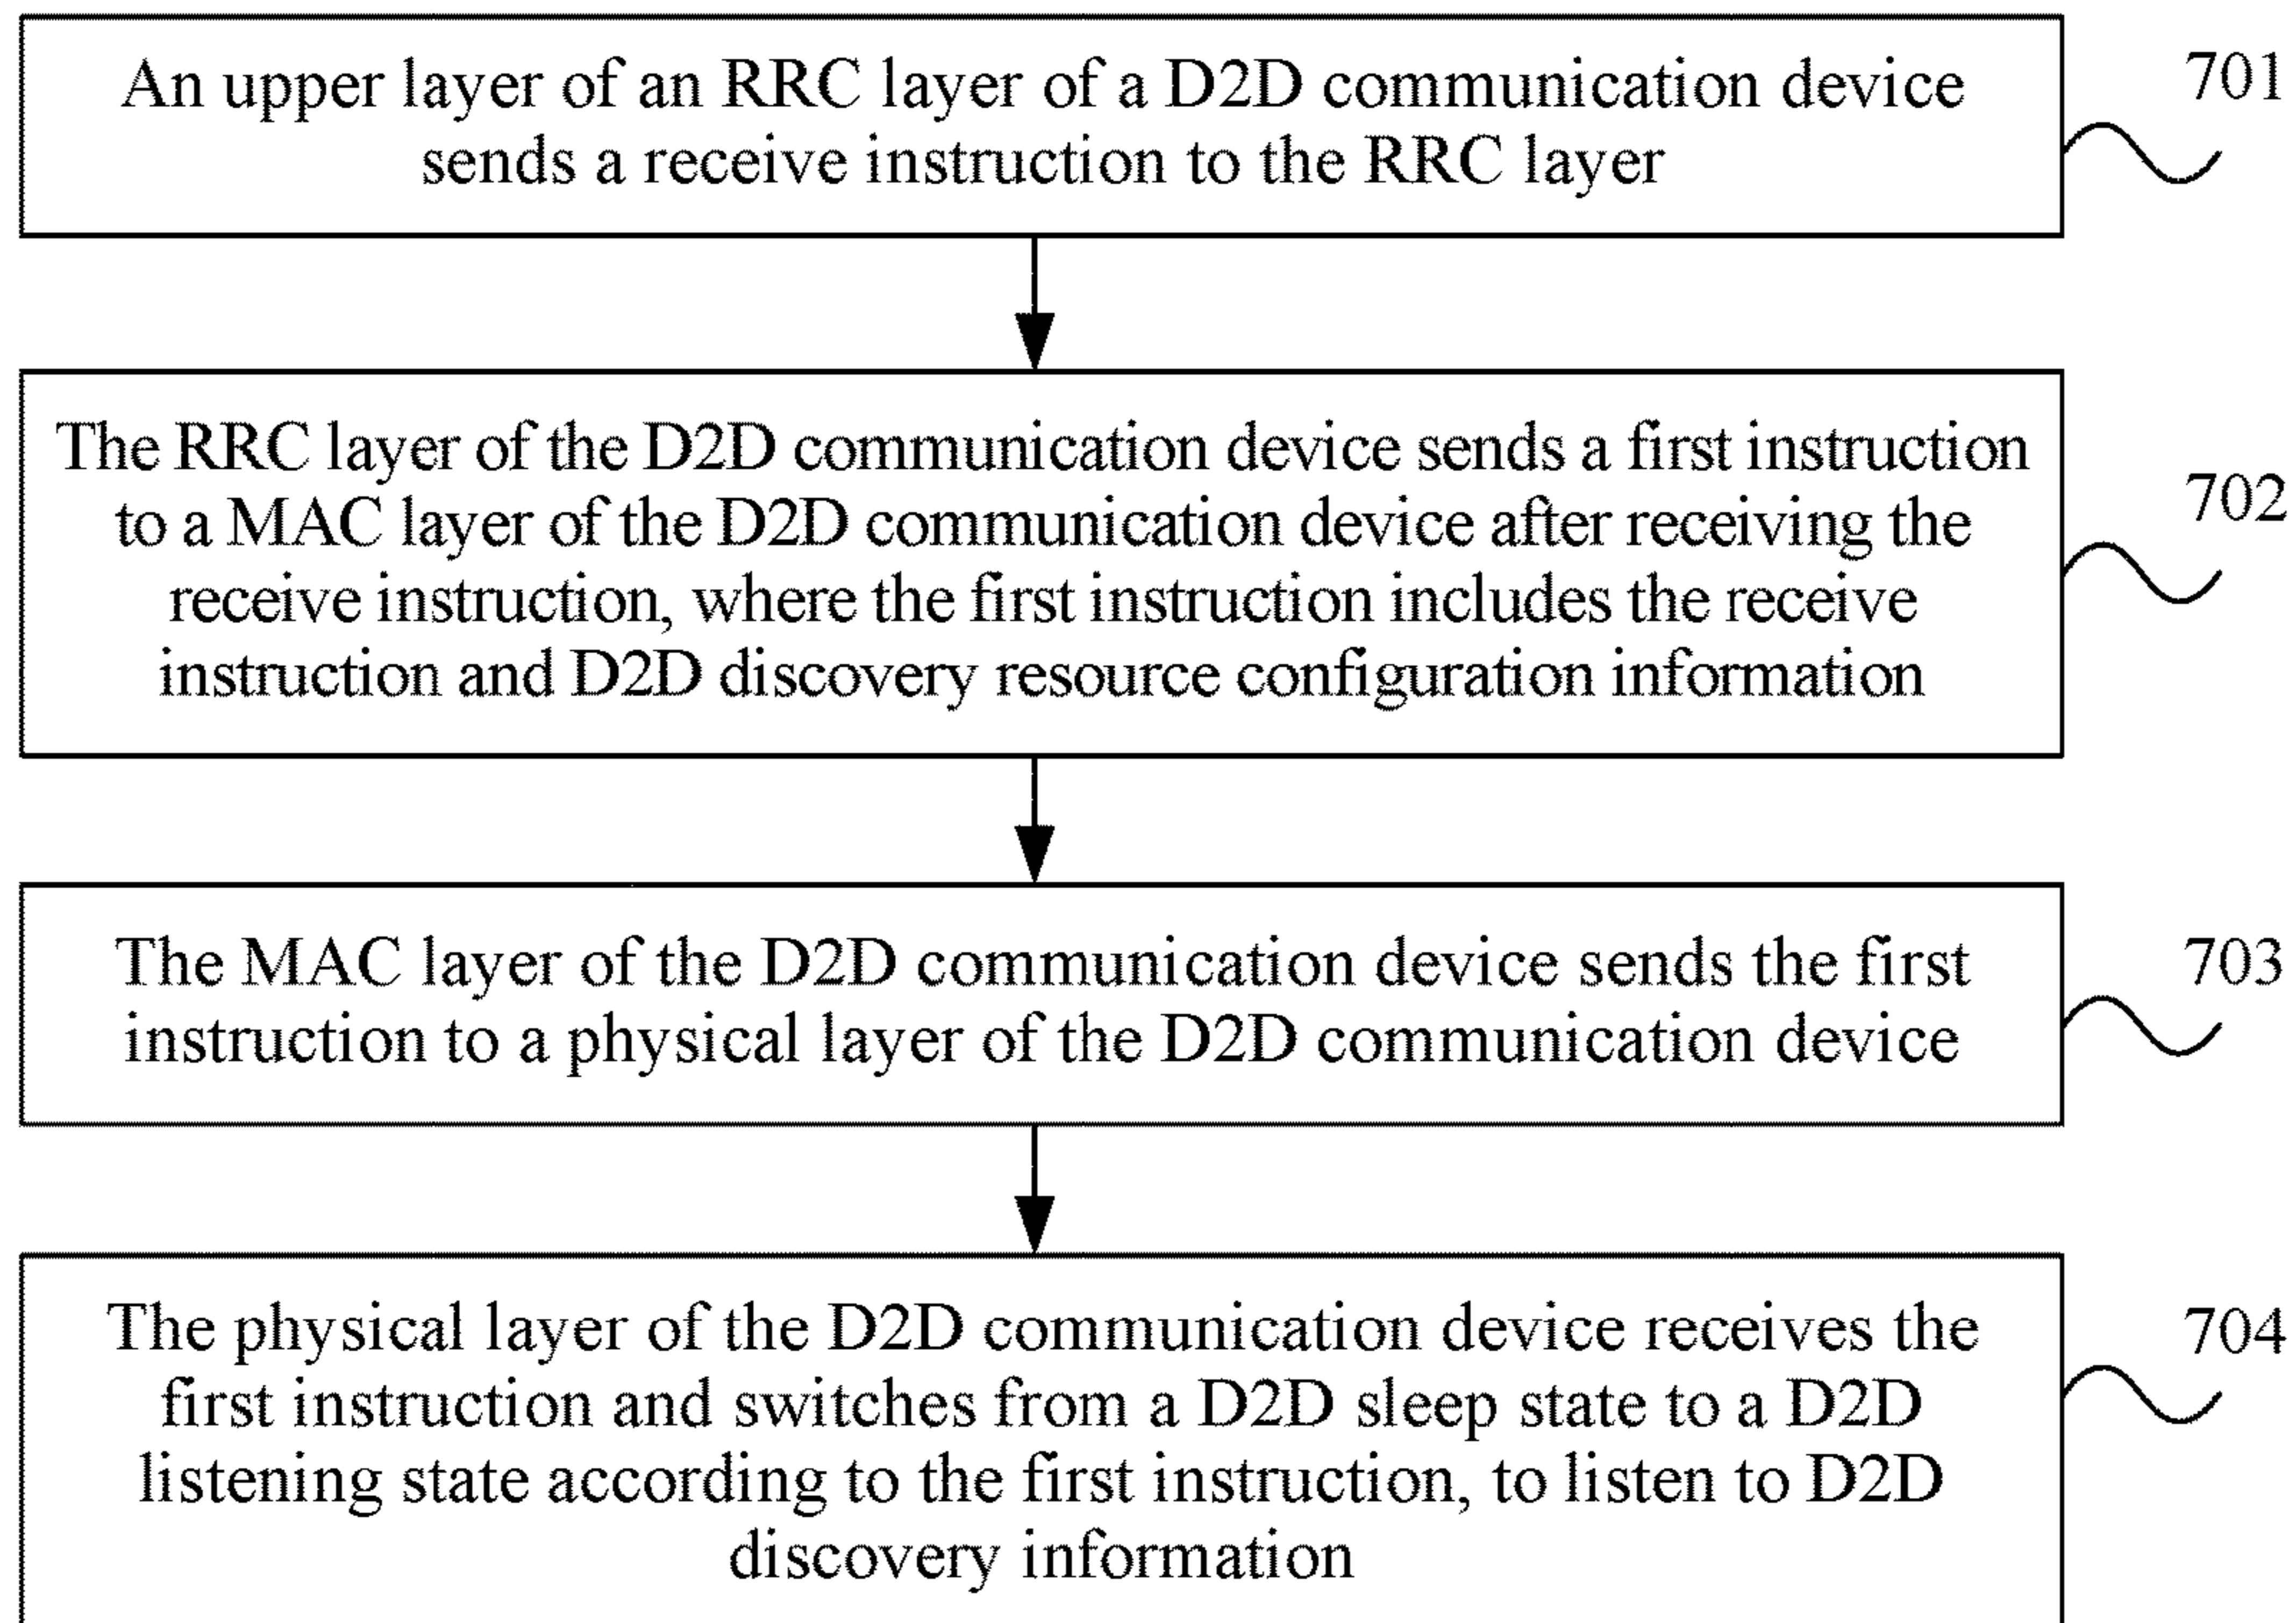 An upper layer of an RRC layer of a D2D communication device
sends a receive instruction to the RRC layer
701
The RRC layer of the D2D communication device sends a first instruction
to a MAC layer of the D2D communication device after receiving the
receive instruction, where the first instruction includes the receive
instruction and D2D discovery resource configuration information
702
The MAC layer of the D2D communication device sends the first
instruction to a physical layer of the D2D communication device
703
The physical layer of the D2D communication device receives the
first instruction and switches from a D2D sleep state to a D2D
listening state according to the first instruction, to listen to D2D
discovery information
704